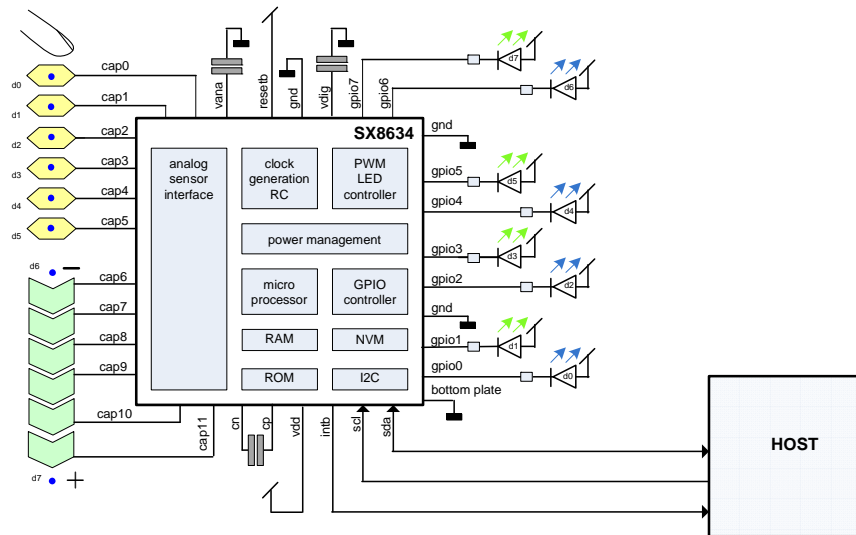 cap0
d0
cap1
d1
cap2
d2
cap3
d3
cap4
d4
cap5
d5
d6
cap6
cap7
cap8
cap9
cap10
cap11
d7
vana
resetb
gnd
vdig
gpio7
gpio6
SX8634
analog
sensor
interface
clock
generation
RC
PWM
LED
controller
power management
micro
processor
GPIO
controller
RAM
NVM
ROM
I2C
cn
cp
vdd
intb
scl
sda
d7
d6
gnd
gpio5
d5
gpio4
d4
gpio3
d3
gpio2
d2
gnd
gpio1
d1
gpio0
d0
bottom plate
HOST